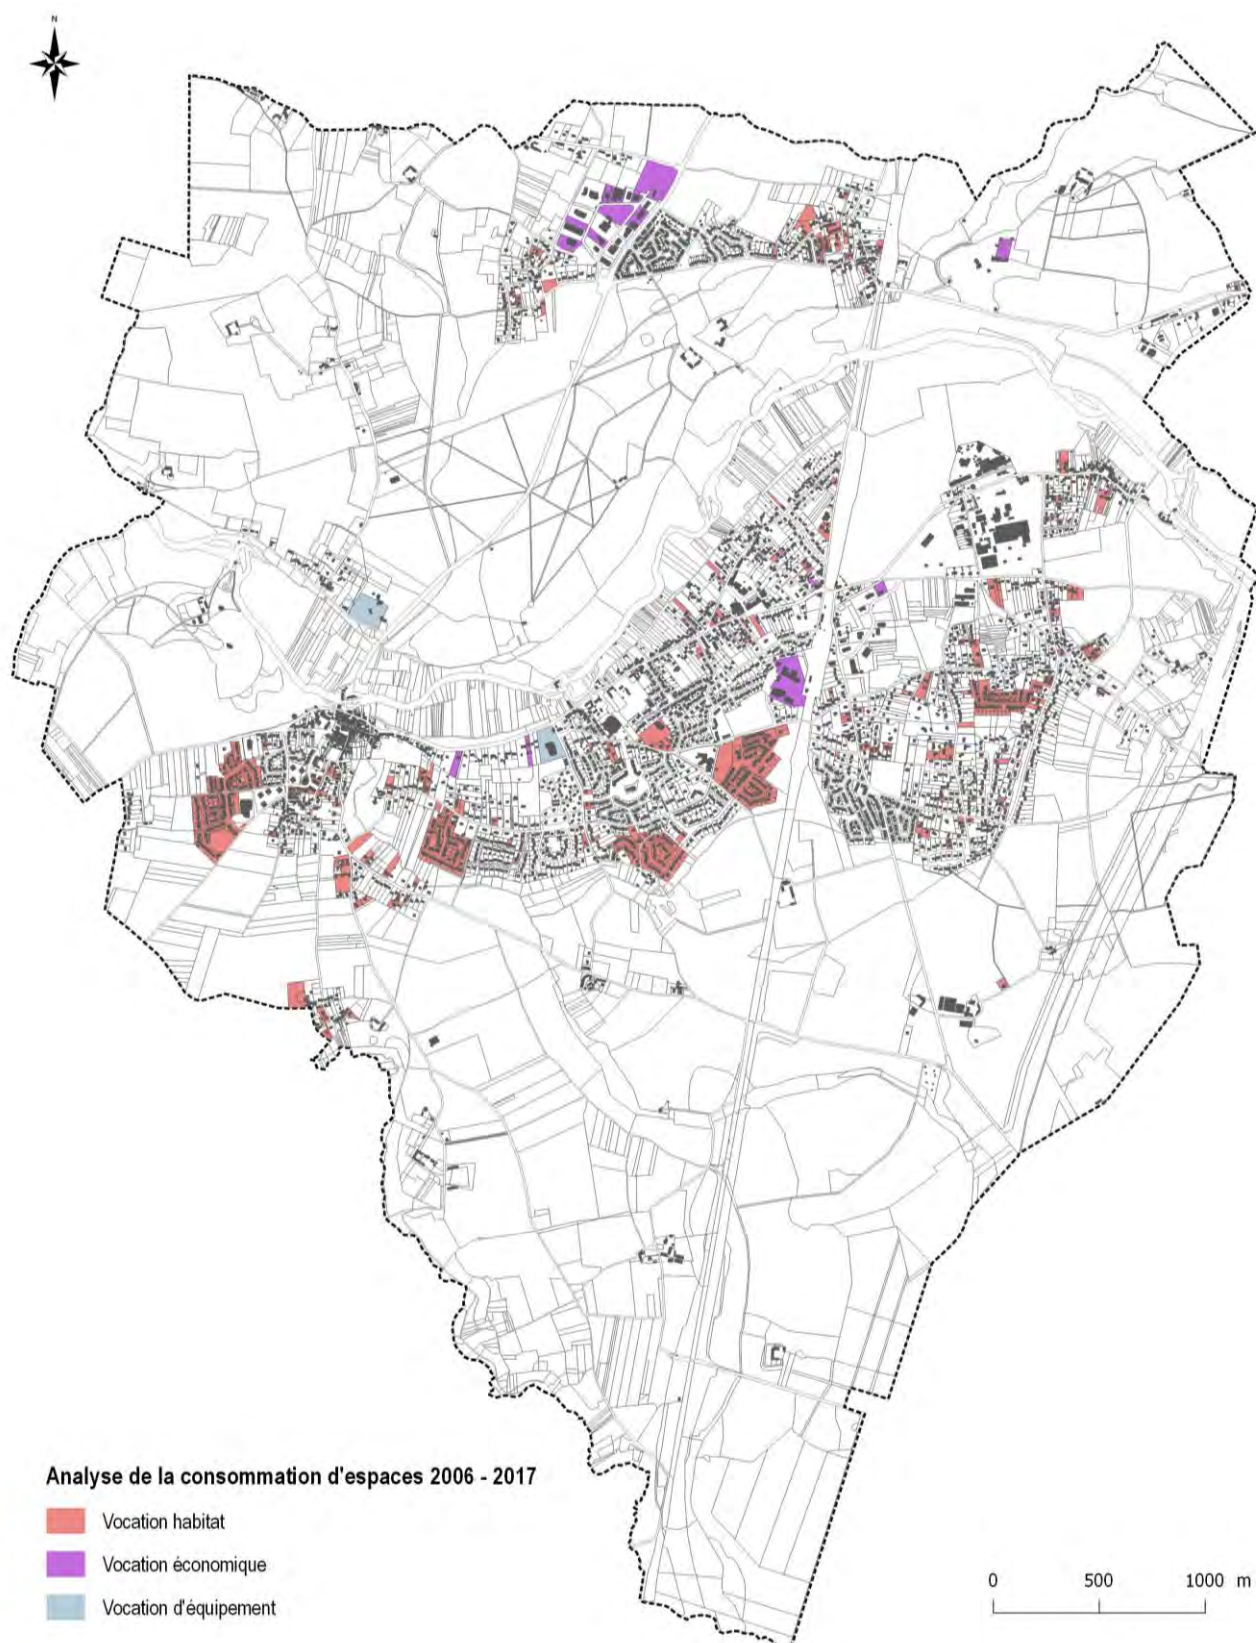 N
Analyse de la consommation d'espaces 2006 - 2017
Vocation habitat
Vocation économique
Vocation d'équipement
0 500 1000 m